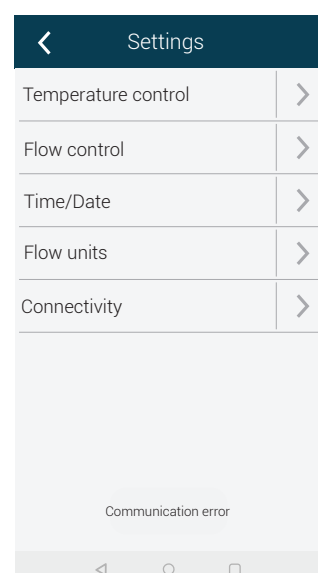 Settings
Temperature control
Flow control
Time/Date
Flow units
Connectivity
Communication error